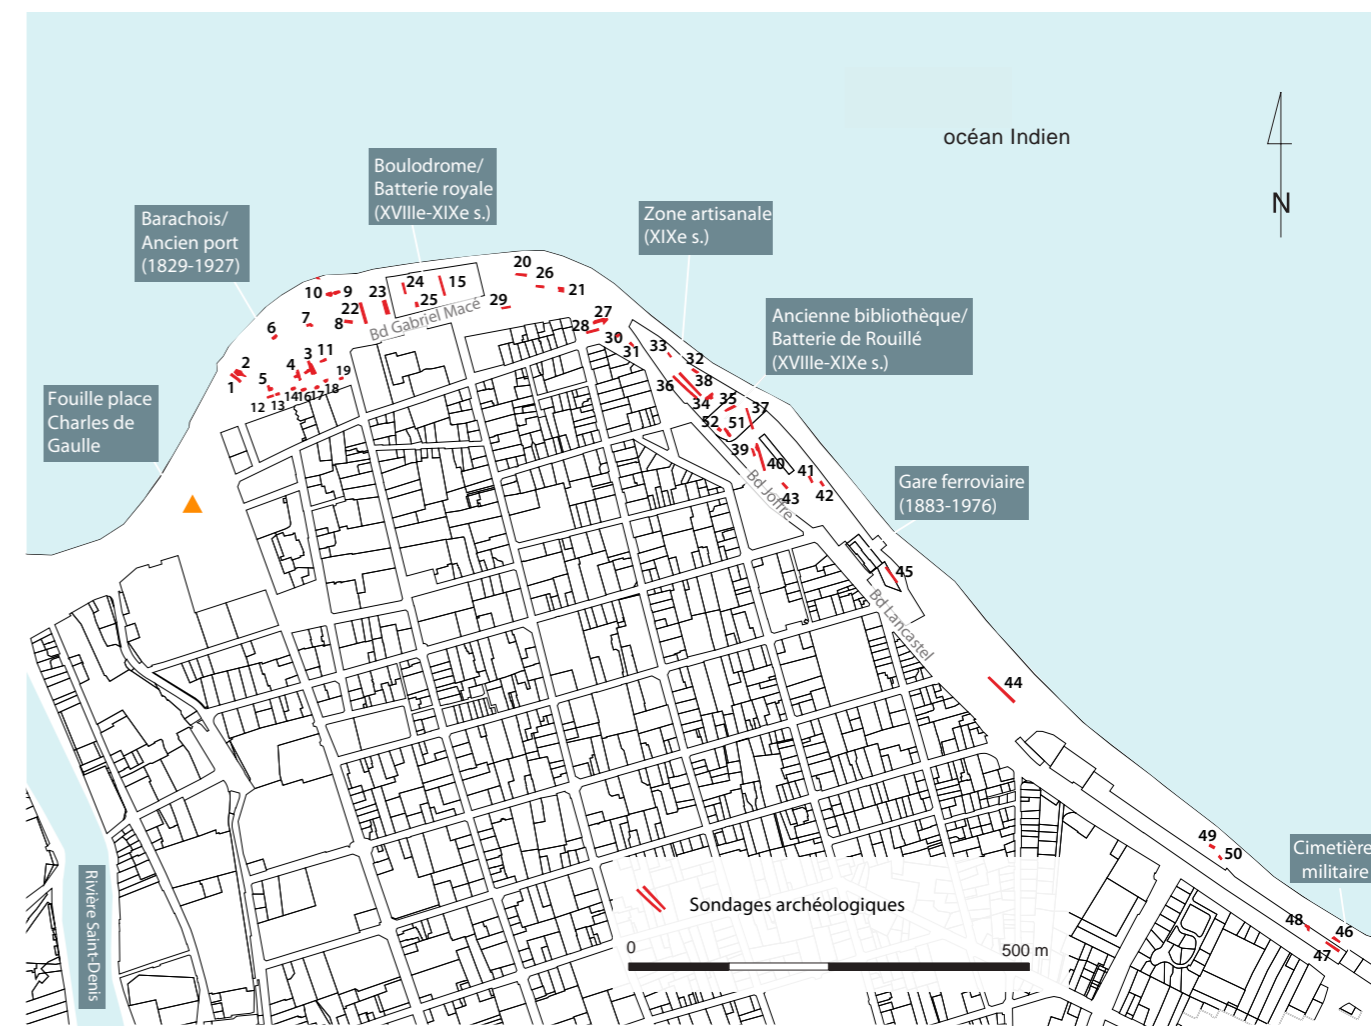 océan Indien
N
Boulodrome/
Batterie royale
(XVIIIe-XIXe s.)
Barachois/
Ancien port
(1829-1927)
Zone artisanale
(XIXe s.)
Ancienne bibliothèque/
Batterie de Rouillé
(XVIIIe-XIXe s.)
Fouille place
Charles de
Gaulle
Gare ferroviaire
(1883-1976)
Cimetière
militaire
Bd Gabriel Macé
Bd Joffre
Bd Lancastel
Rivière Saint-Denis
1
2
3
4
5
6
7
8
9
10
11
12
13
14
16
17
18
19
22
23
24
15
25
29
20
26
21
27
28
30
31
33
32
36
38
34
35
37
52
51
39
40
41
43
42
45
44
49
50
48
46
47
Sondages archéologiques
0
500 m